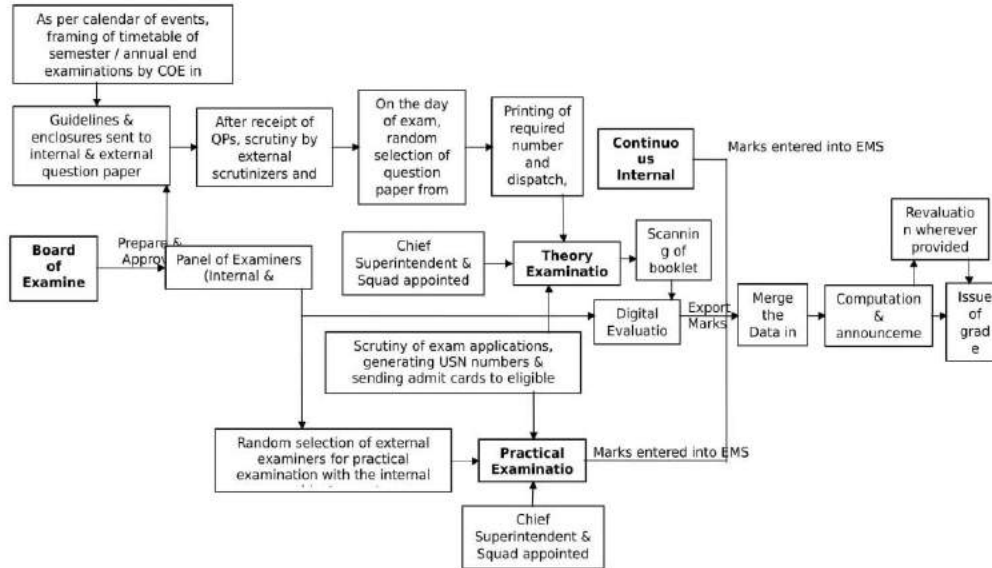 As per calendar of events,
framing of timetable of
semester / annual end
examinations by COE in
Guidelines &
enclosures sent to
internal & external
question paper
After receipt of
QPs, scrutiny by
external
scrutinizers and
On the day
of exam,
random
selection of
question
paper from
Printing of
required
number
and
dispatch,
Continuo
us
Internal
Marks entered into EMS
Board
of
Examine
Prepare &
Approv
Panel of Examiners
(Internal &
Chief
Superintendent &
Squad appointed
Theory
Examinatio
Scannin
g of
booklet
Revaluatio
n wherever
provided
Digital
Evaluatio
Export
Marks
Merge
the
Data in
Computation
&
announceme
Issue
of
grad
e
Scrutiny of exam applications,
generating USN numbers &
sending admit cards to eligible
Random selection of external
examiners for practical
examination with the internal
Practical
Examinatio
Marks entered into EMS
Chief
Superintendent &
Squad appointed